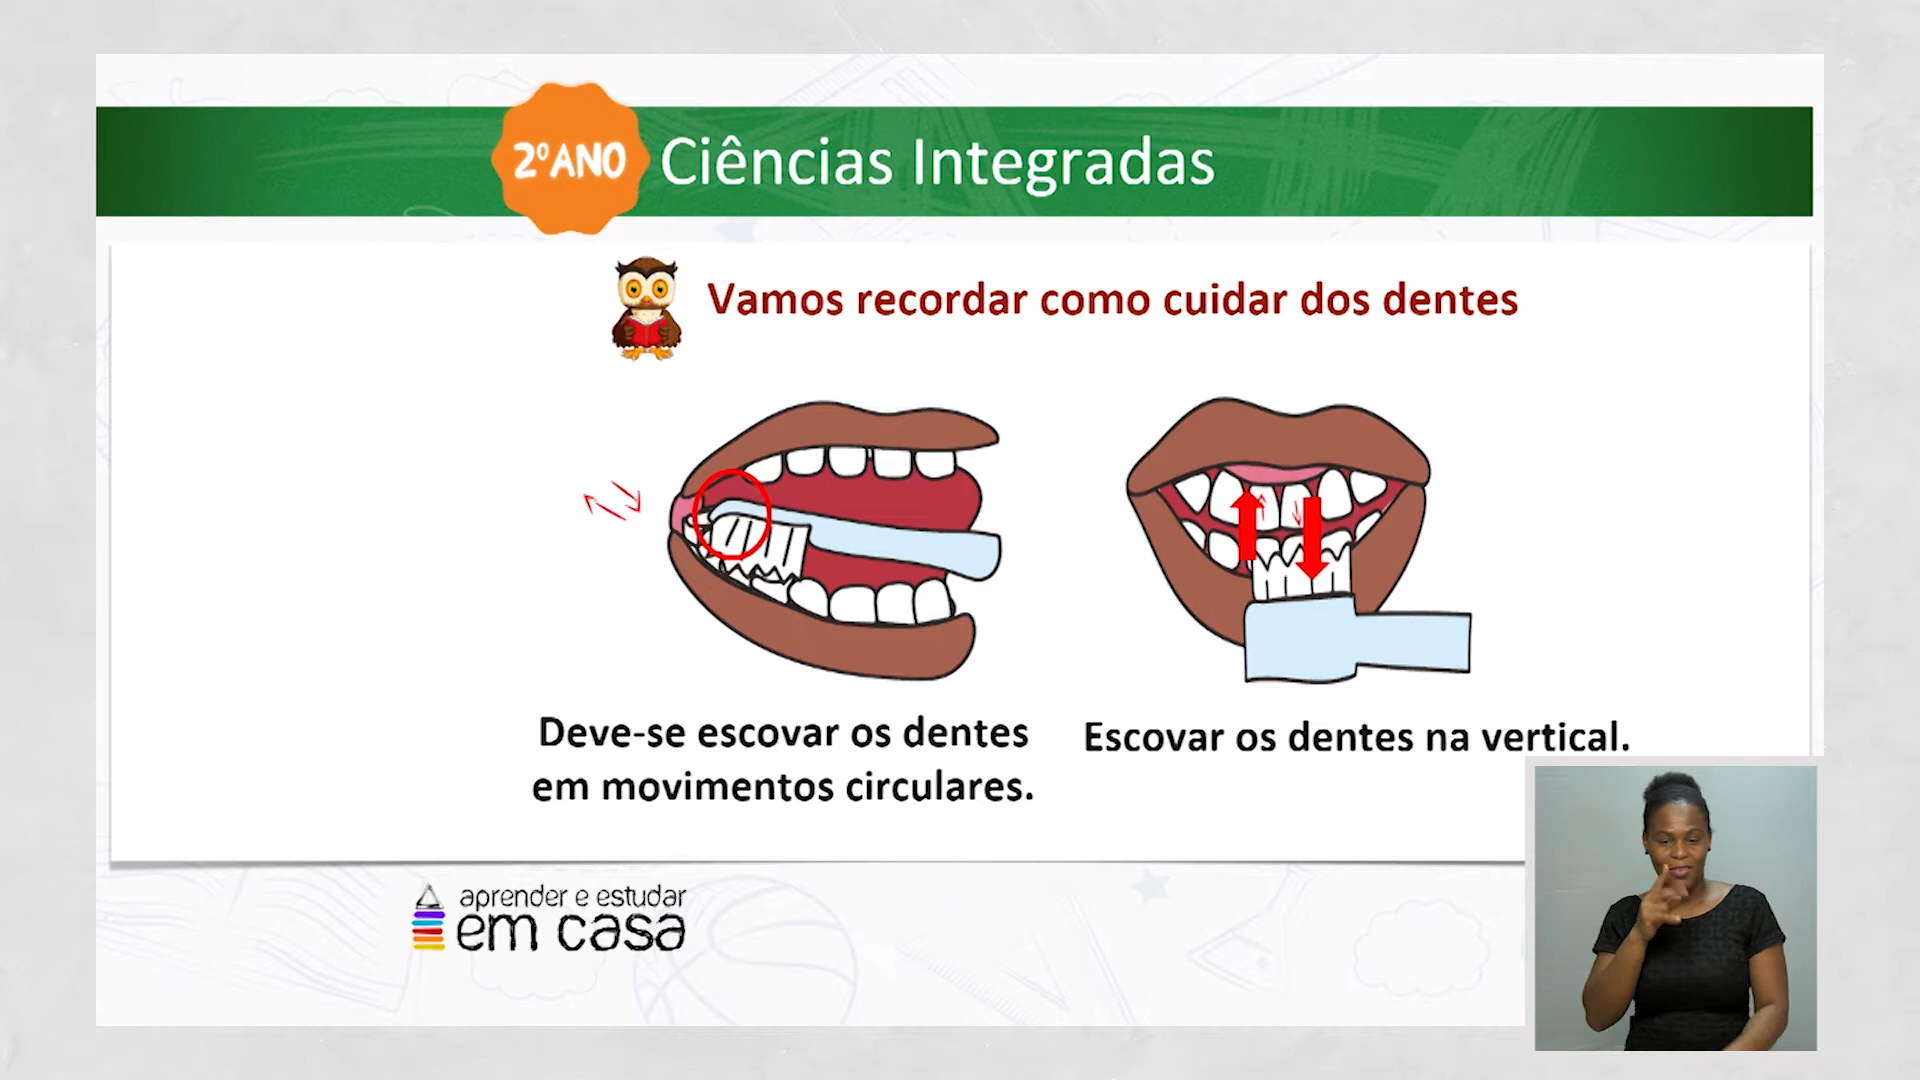 2ºANO
Ciências Integradas
Vamos recordar como cuidar dos dentes
Deve-se escovar os dentes
em movimentos circulares.
Escovar os dentes na vertical.
aprender e estudar
em casa